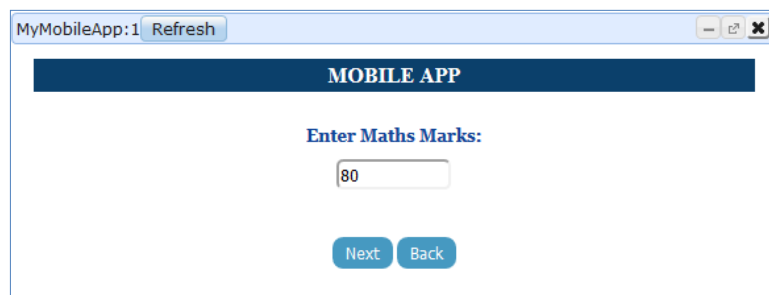 MyMobileApp:1 Refresh
MOBILE APP
Enter Maths Marks:
80
Next Back